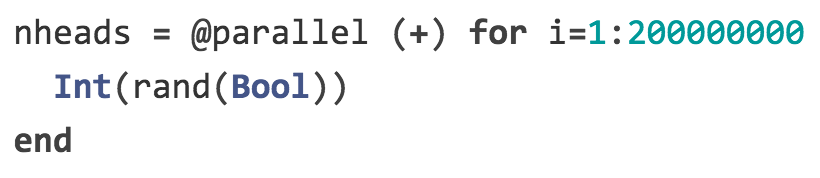 nheads = @parallel (+) for i=1:200000000
  Int(rand(Bool))
end